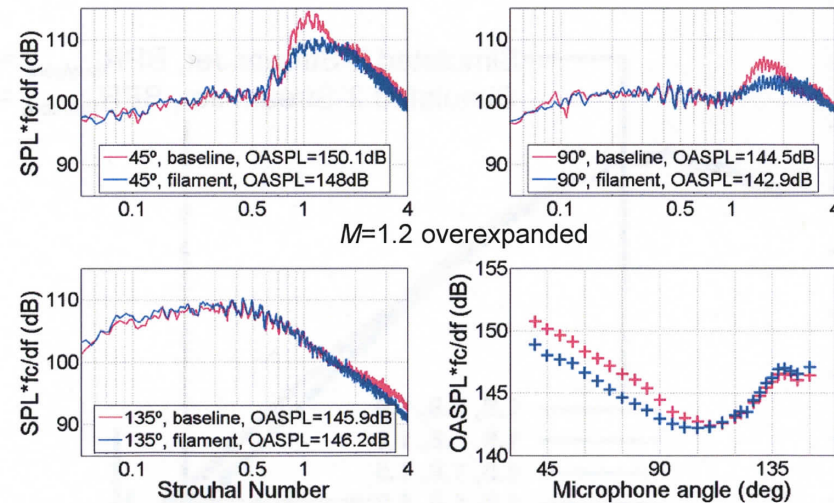 SPL*fc/df (dB)
110
100
90
45º, baseline, OASPL=150.1dB
45º, filament, OASPL=148dB
0.1 0.5 1 4
110
100
90
90º, baseline, OASPL=144.5dB
90º, filament, OASPL=142.9dB
0.1 0.5 1 4
M=1.2 overexpanded
SPL*fc/df (dB)
110
100
90
135º, baseline, OASPL=145.9dB
135º, filament, OASPL=146.2dB
0.1 0.5 1 4
Strouhal Number
OASPL*fc/df (dB)
155
150
145
140
45 90 135
Microphone angle (deg)